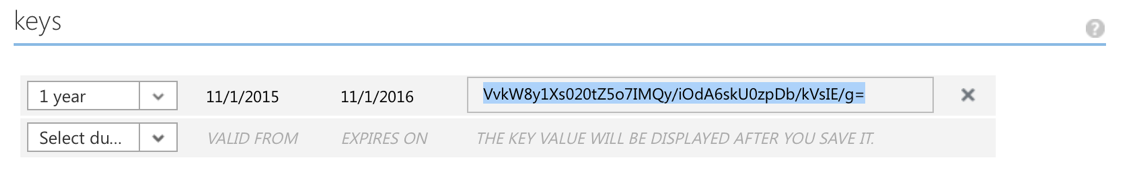 keys
?
1 year 11/1/2015 11/1/2016 VvkW8y1Xs020tZ5o7IMQy/iOdA6skU0zpDb/kVsIE/g=
Select du... VALID FROM EXPIRES ON THE KEY VALUE WILL BE DISPLAYED AFTER YOU SAVE IT.